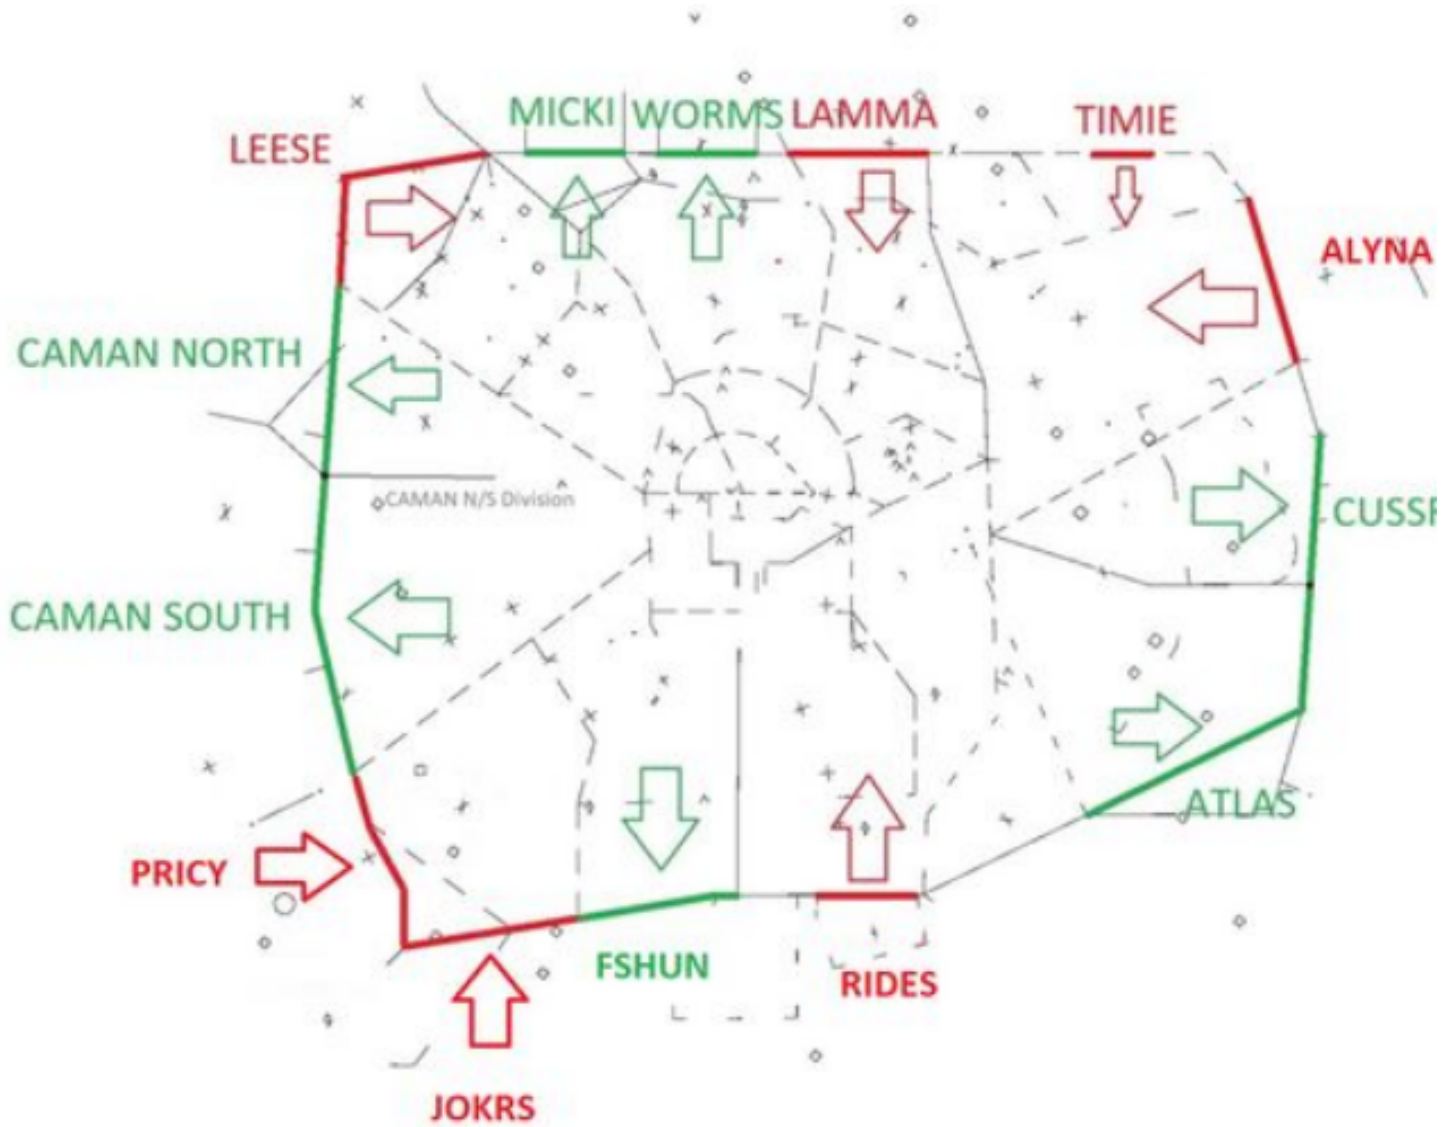 MICKI WORMS LAMMA TIMIE
LEESE
ALYNA
CAMAN NORTH
CAMAN N/S Division
CAMAN SOUTH
ATLAS
PRICY
FSHUN
RIDES
JOKRS